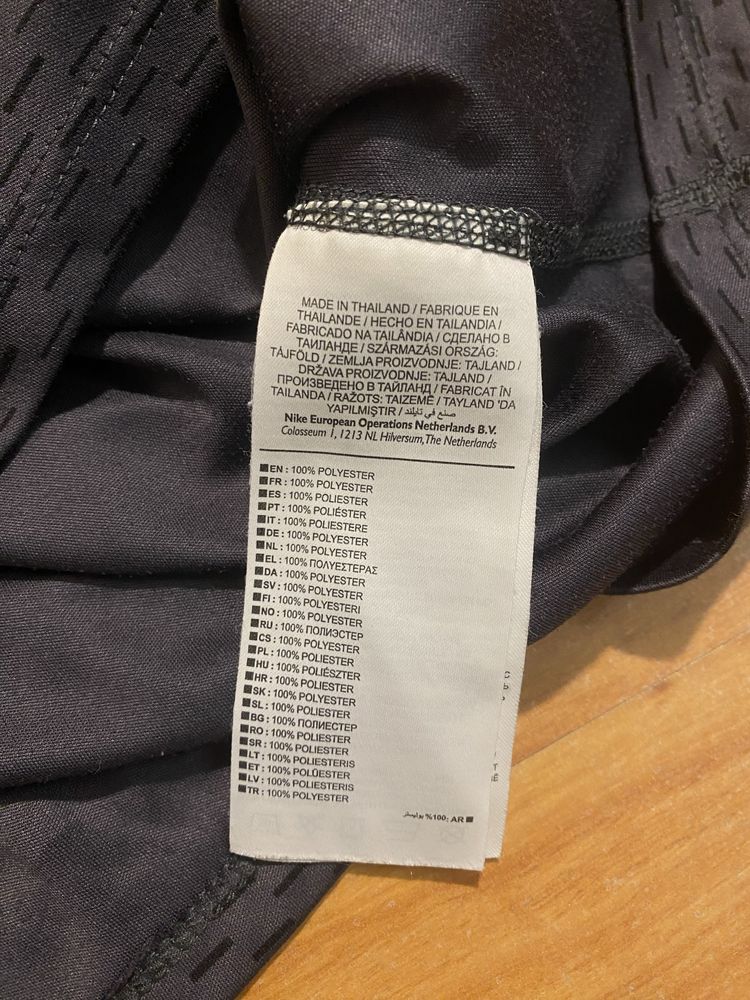 MADE IN THAILAND / FABRIQUE EN
THAILANDE / HECHO EN TAILANDIA /
FABRICADO NA TAILÂNDIA / СДЕЛАНО В
ТАИЛАНДЕ / SZÁRMAZÁSI ORSZÁG:
TÁJFÖLD / ZEMLJA PROIZVODNJE: TAJLAND /
DRŽAVA PROIZVODNJE: TAJLAND /
ПРОИЗВЕДЕНО В ТАЙЛАНД / FABRICAT ÎN
TAILANDA / RAŽOTS: TAIZEMĒ / TAYLAND 'DA
YAPILMIŞTIR / صنع في تايلند
Nike European Operations Netherlands B.V.
Colosseum 1, 1213 NL Hilversum, The Netherlands
EN : 100% POLYESTER
FR : 100% POLYESTER
ES : 100% POLIESTER
PT : 100% POLIÉSTER
IT : 100% POLIESTERE
DE : 100% POLYESTER
NL : 100% POLYESTER
EL : 100% ΠΟΛΥΕΣΤΕΡΑΣ
DA : 100% POLYESTER
SV : 100% POLYESTER
FI : 100% POLYESTERI
NO : 100% POLYESTER
RU : 100% ПОЛИЭСТЕР
CS : 100% POLYESTER
PL : 100% POLIESTER
HU : 100% POLIÉSZTER
HR : 100% POLIESTER
SK : 100% POLYESTER
SL : 100% POLIESTER
BG : 100% ПОЛИЕСТЕР
RO : 100% POLIESTER
SR : 100% POLIESTER
LT : 100% POLIESTERIS
ET : 100% POLÜESTER
LV : 100% POLIESTERIS
TR : 100% POLYESTER
AR :100% بوليستر